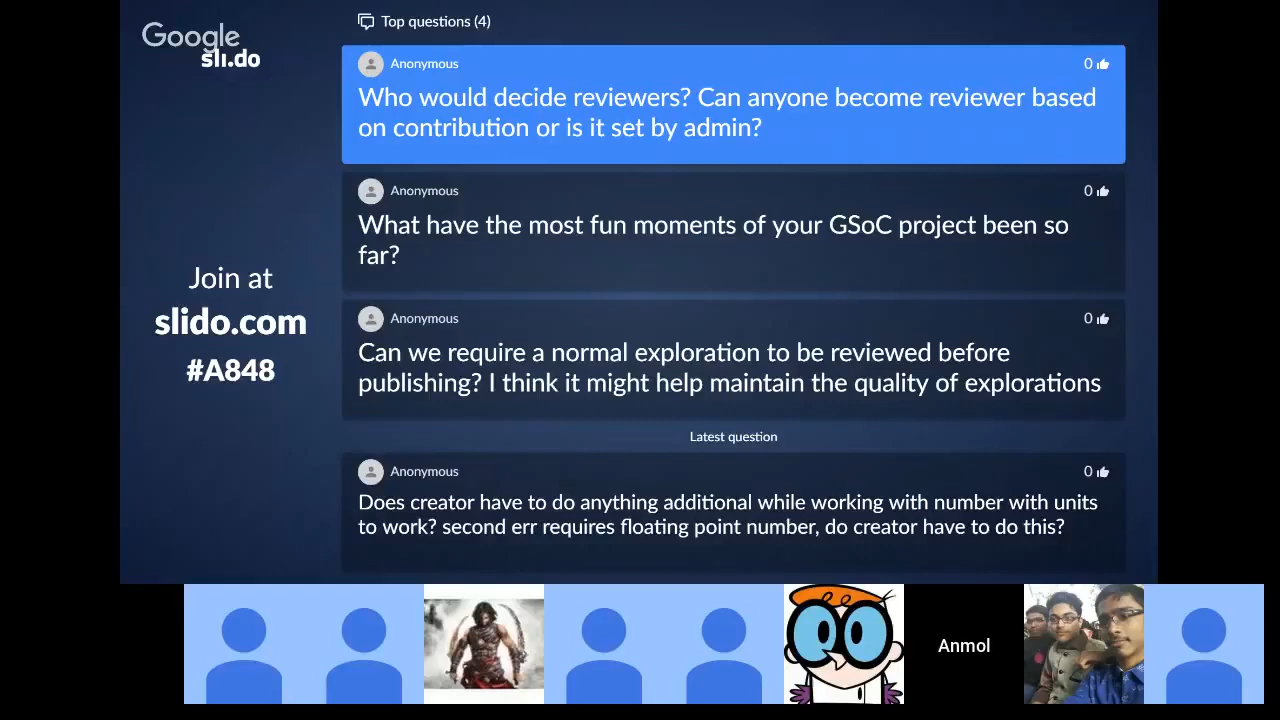 Google
sli.do
Top questions (4)
Anonymous
0
Who would decide reviewers? Can anyone become reviewer based
on contribution or is it set by admin?
Anonymous
0
What have the most fun moments of your GSoC project been so
far?
Join at
slido.com
#A848
Anonymous
0
Can we require a normal exploration to be reviewed before
publishing? I think it might help maintain the quality of explorations
Latest question
Anonymous
0
Does creator have to do anything additional while working with number with units
to work? second err requires floating point number, do creator have to do this?
Anmol